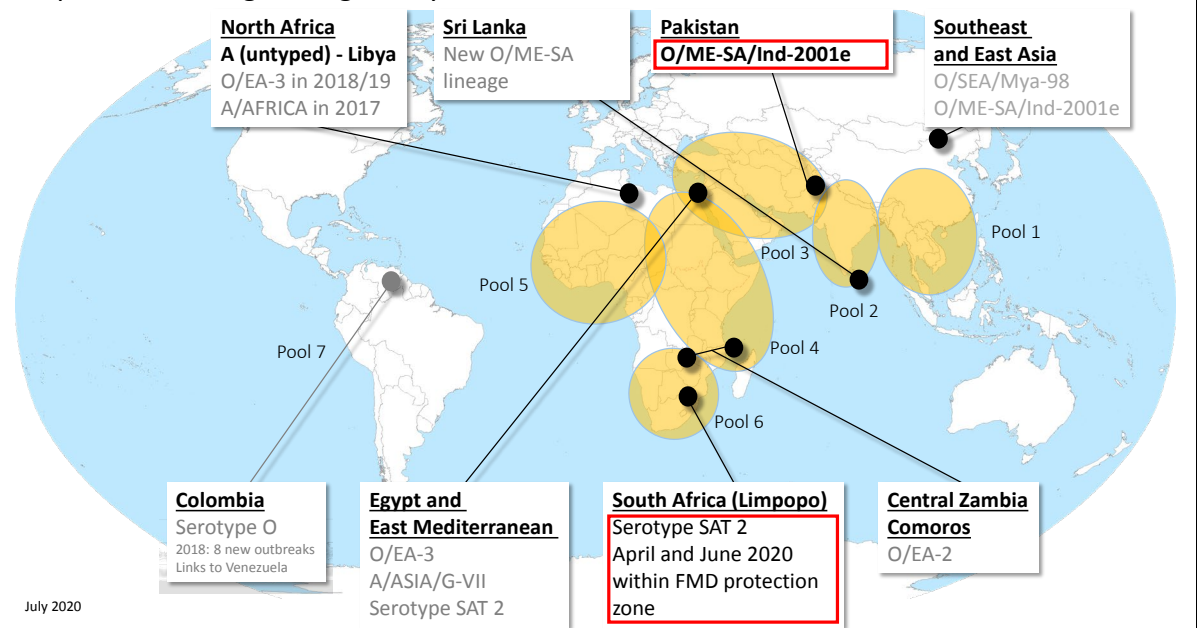 North Africa
A (untyped) - Libya
O/EA-3 in 2018/19
A/AFRICA in 2017
Sri Lanka
New O/ME-SA
lineage
Pakistan
O/ME-SA/Ind-2001e
Southeast
and East Asia
O/SEA/Mya-98
O/ME-SA/Ind-2001e
Pool 1
Pool 3
Pool 5
Pool 2
Pool 7
Pool 4
Pool 6
Colombia
Serotype O
2018: 8 new outbreaks
Links to Venezuela
Egypt and
East Mediterranean
O/EA-3
A/ASIA/G-VII
Serotype SAT 2
South Africa (Limpopo)
Serotype SAT 2
April and June 2020
within FMD protection
zone
Central Zambia
Comoros
O/EA-2
July 2020